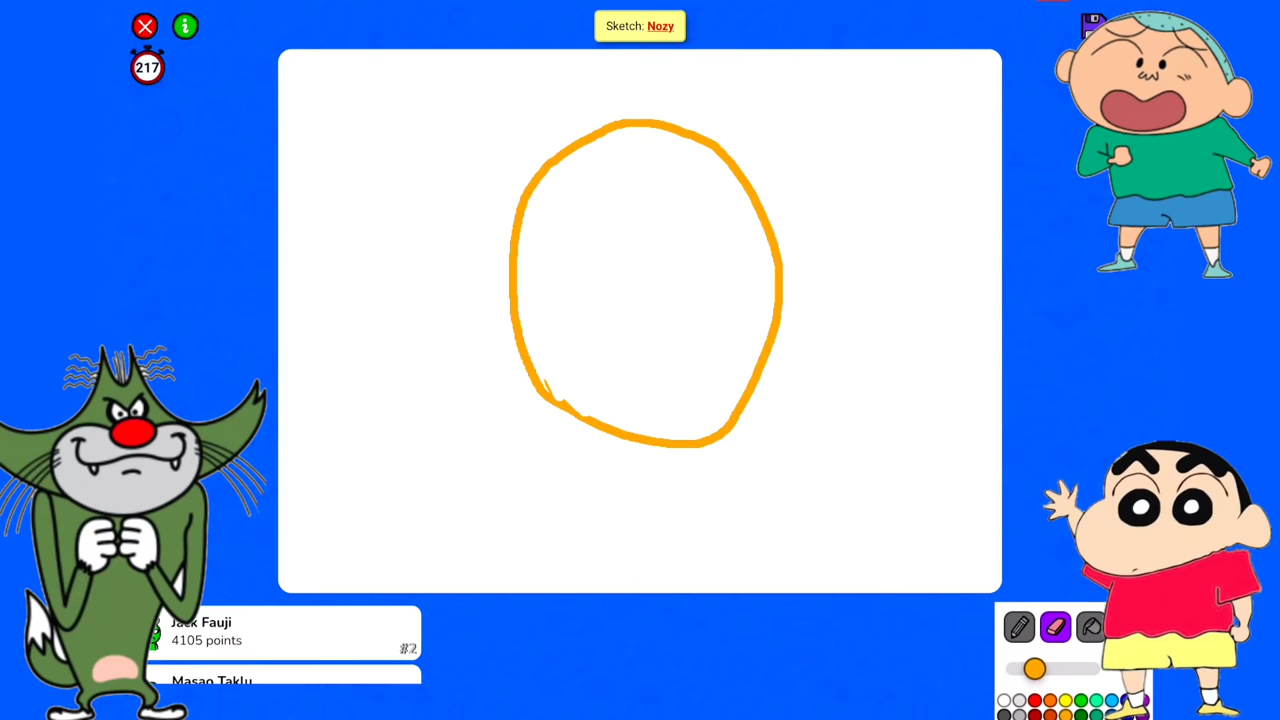 Sketch: Nozy
217
Jack Fauji
4105 points
#2
Masao Taklu